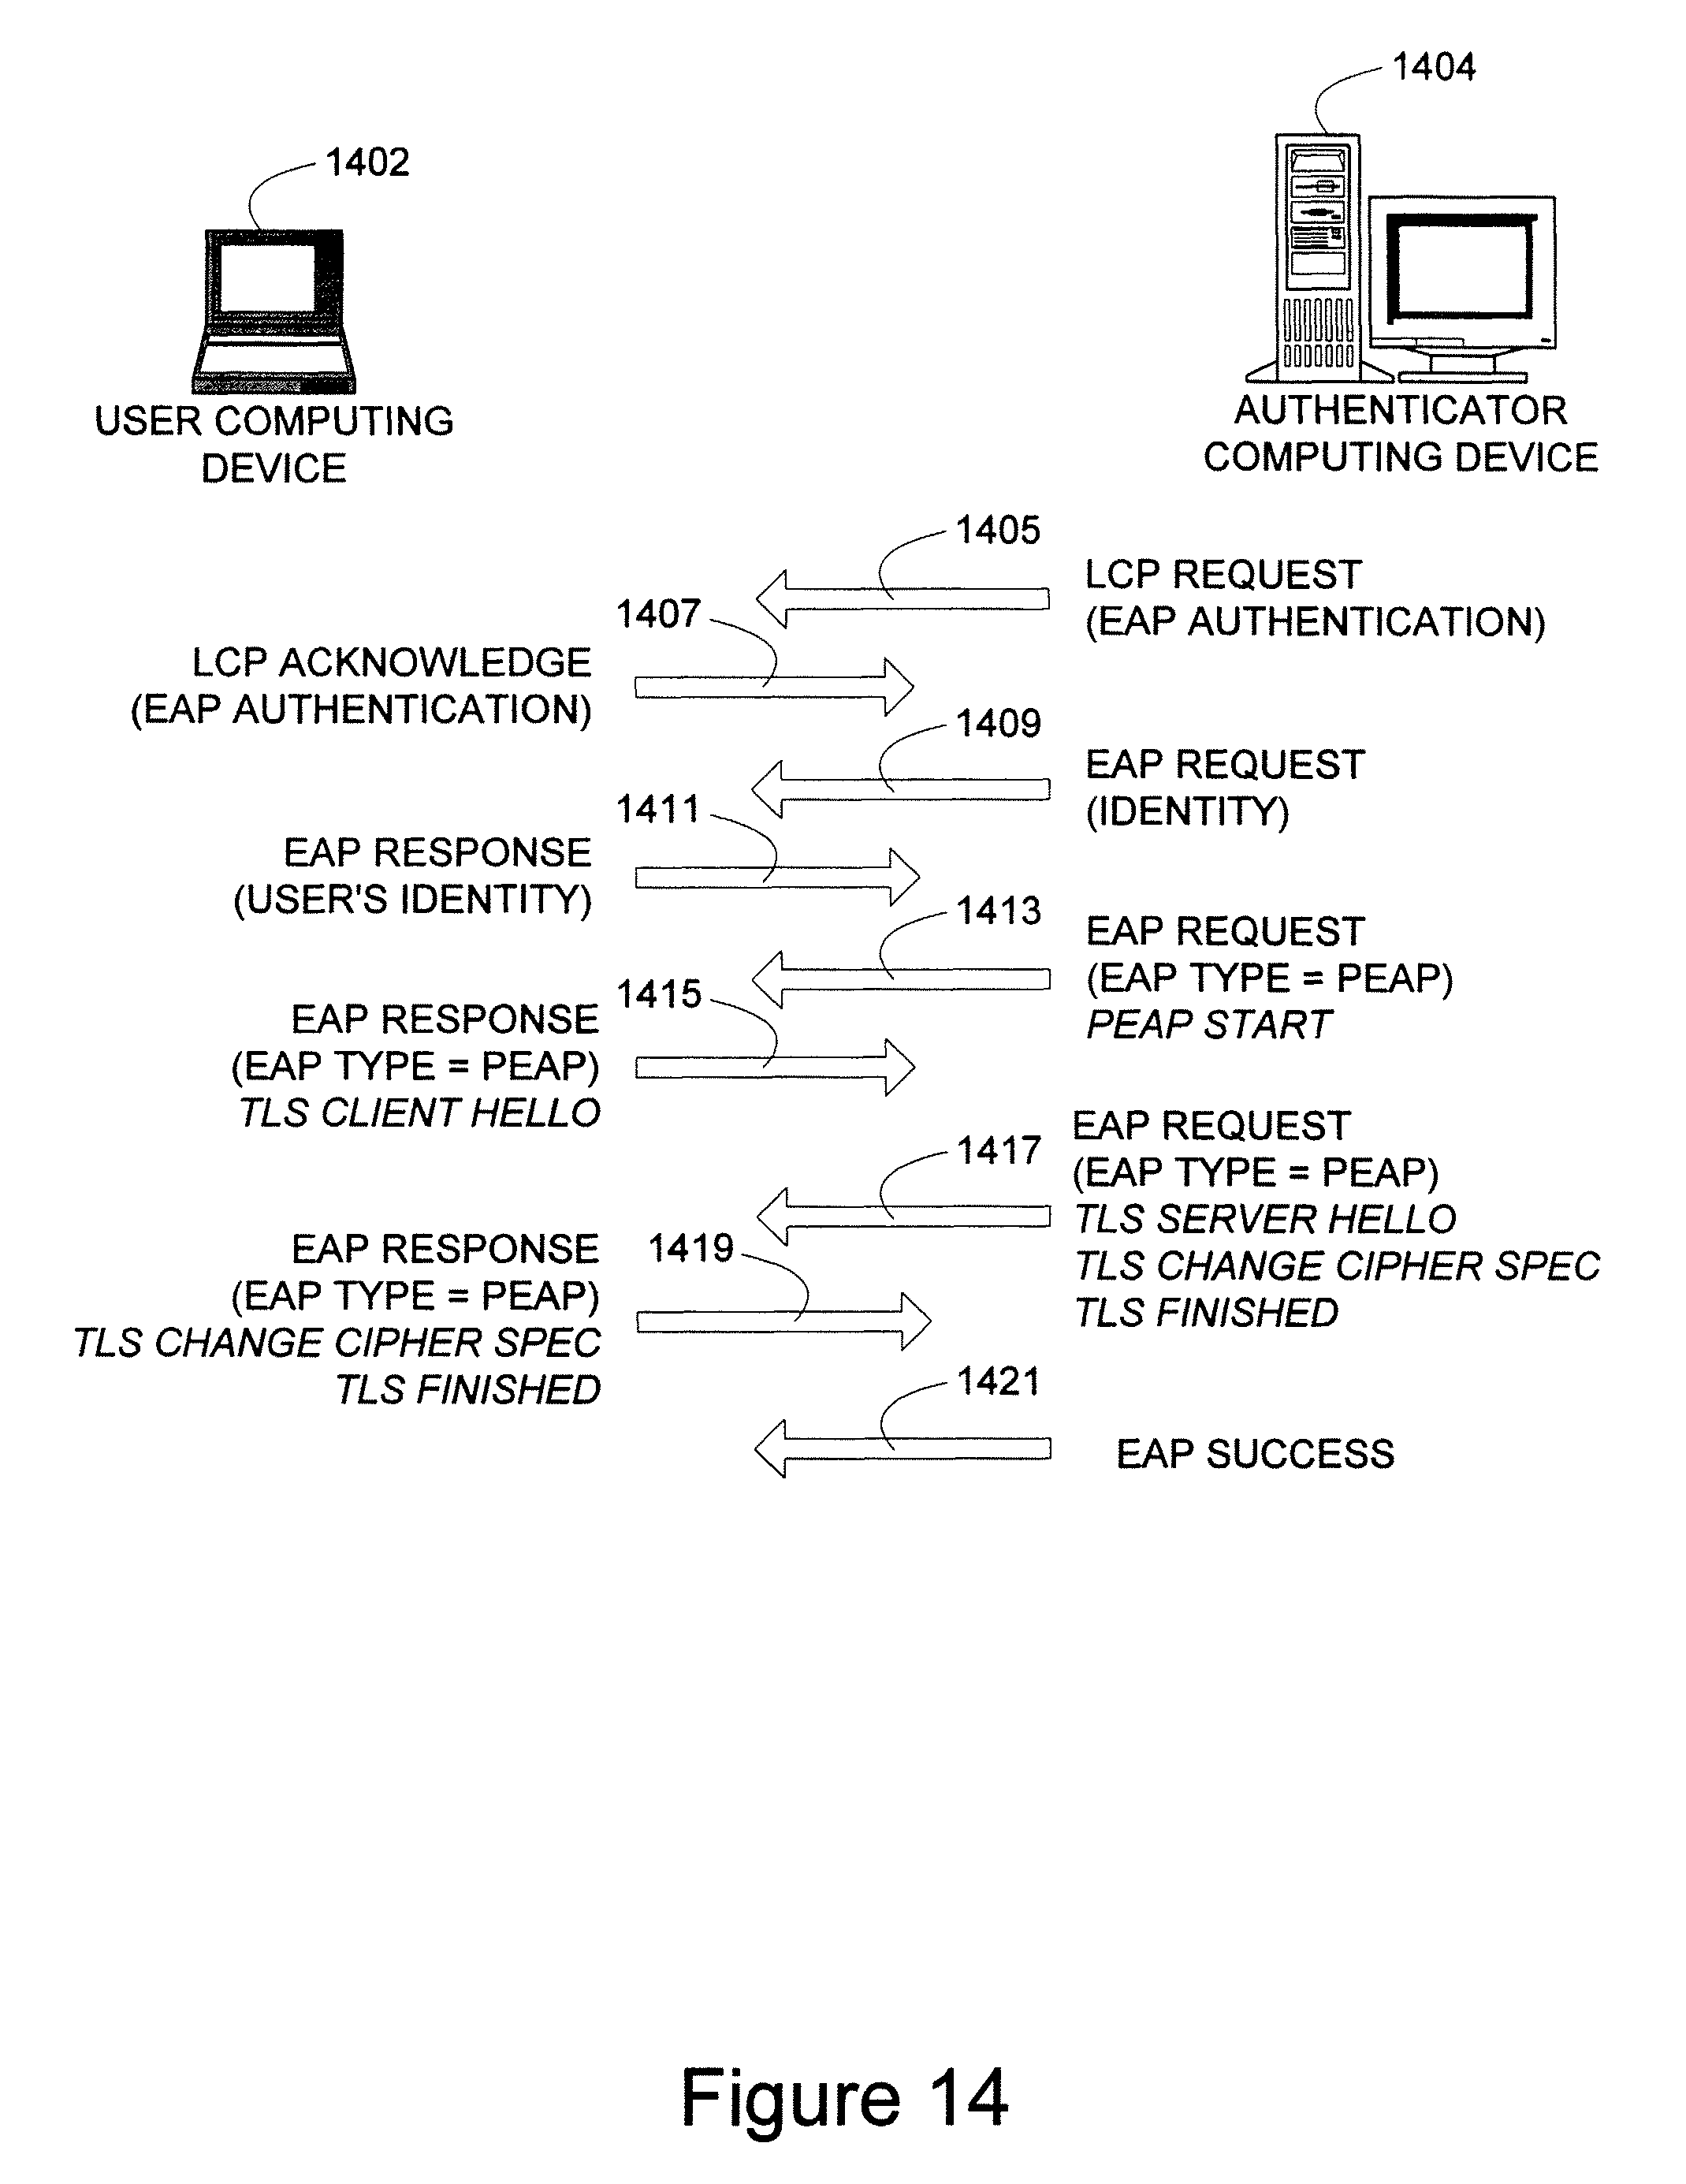 1404
1402
USER COMPUTING
DEVICE
AUTHENTICATOR
COMPUTING DEVICE
1405
LCP REQUEST
(EAP AUTHENTICATION)
1407
LCP ACKNOWLEDGE
(EAP AUTHENTICATION)
1409
EAP REQUEST
(IDENTITY)
1411
EAP RESPONSE
(USER'S IDENTITY)
1413
EAP REQUEST
(EAP TYPE = PEAP)
PEAP START
1415
EAP RESPONSE
(EAP TYPE = PEAP)
TLS CLIENT HELLO
1417
EAP REQUEST
(EAP TYPE = PEAP)
TLS SERVER HELLO
TLS CHANGE CIPHER SPEC
TLS FINISHED
1419
EAP RESPONSE
(EAP TYPE = PEAP)
TLS CHANGE CIPHER SPEC
TLS FINISHED
1421
EAP SUCCESS
Figure 14